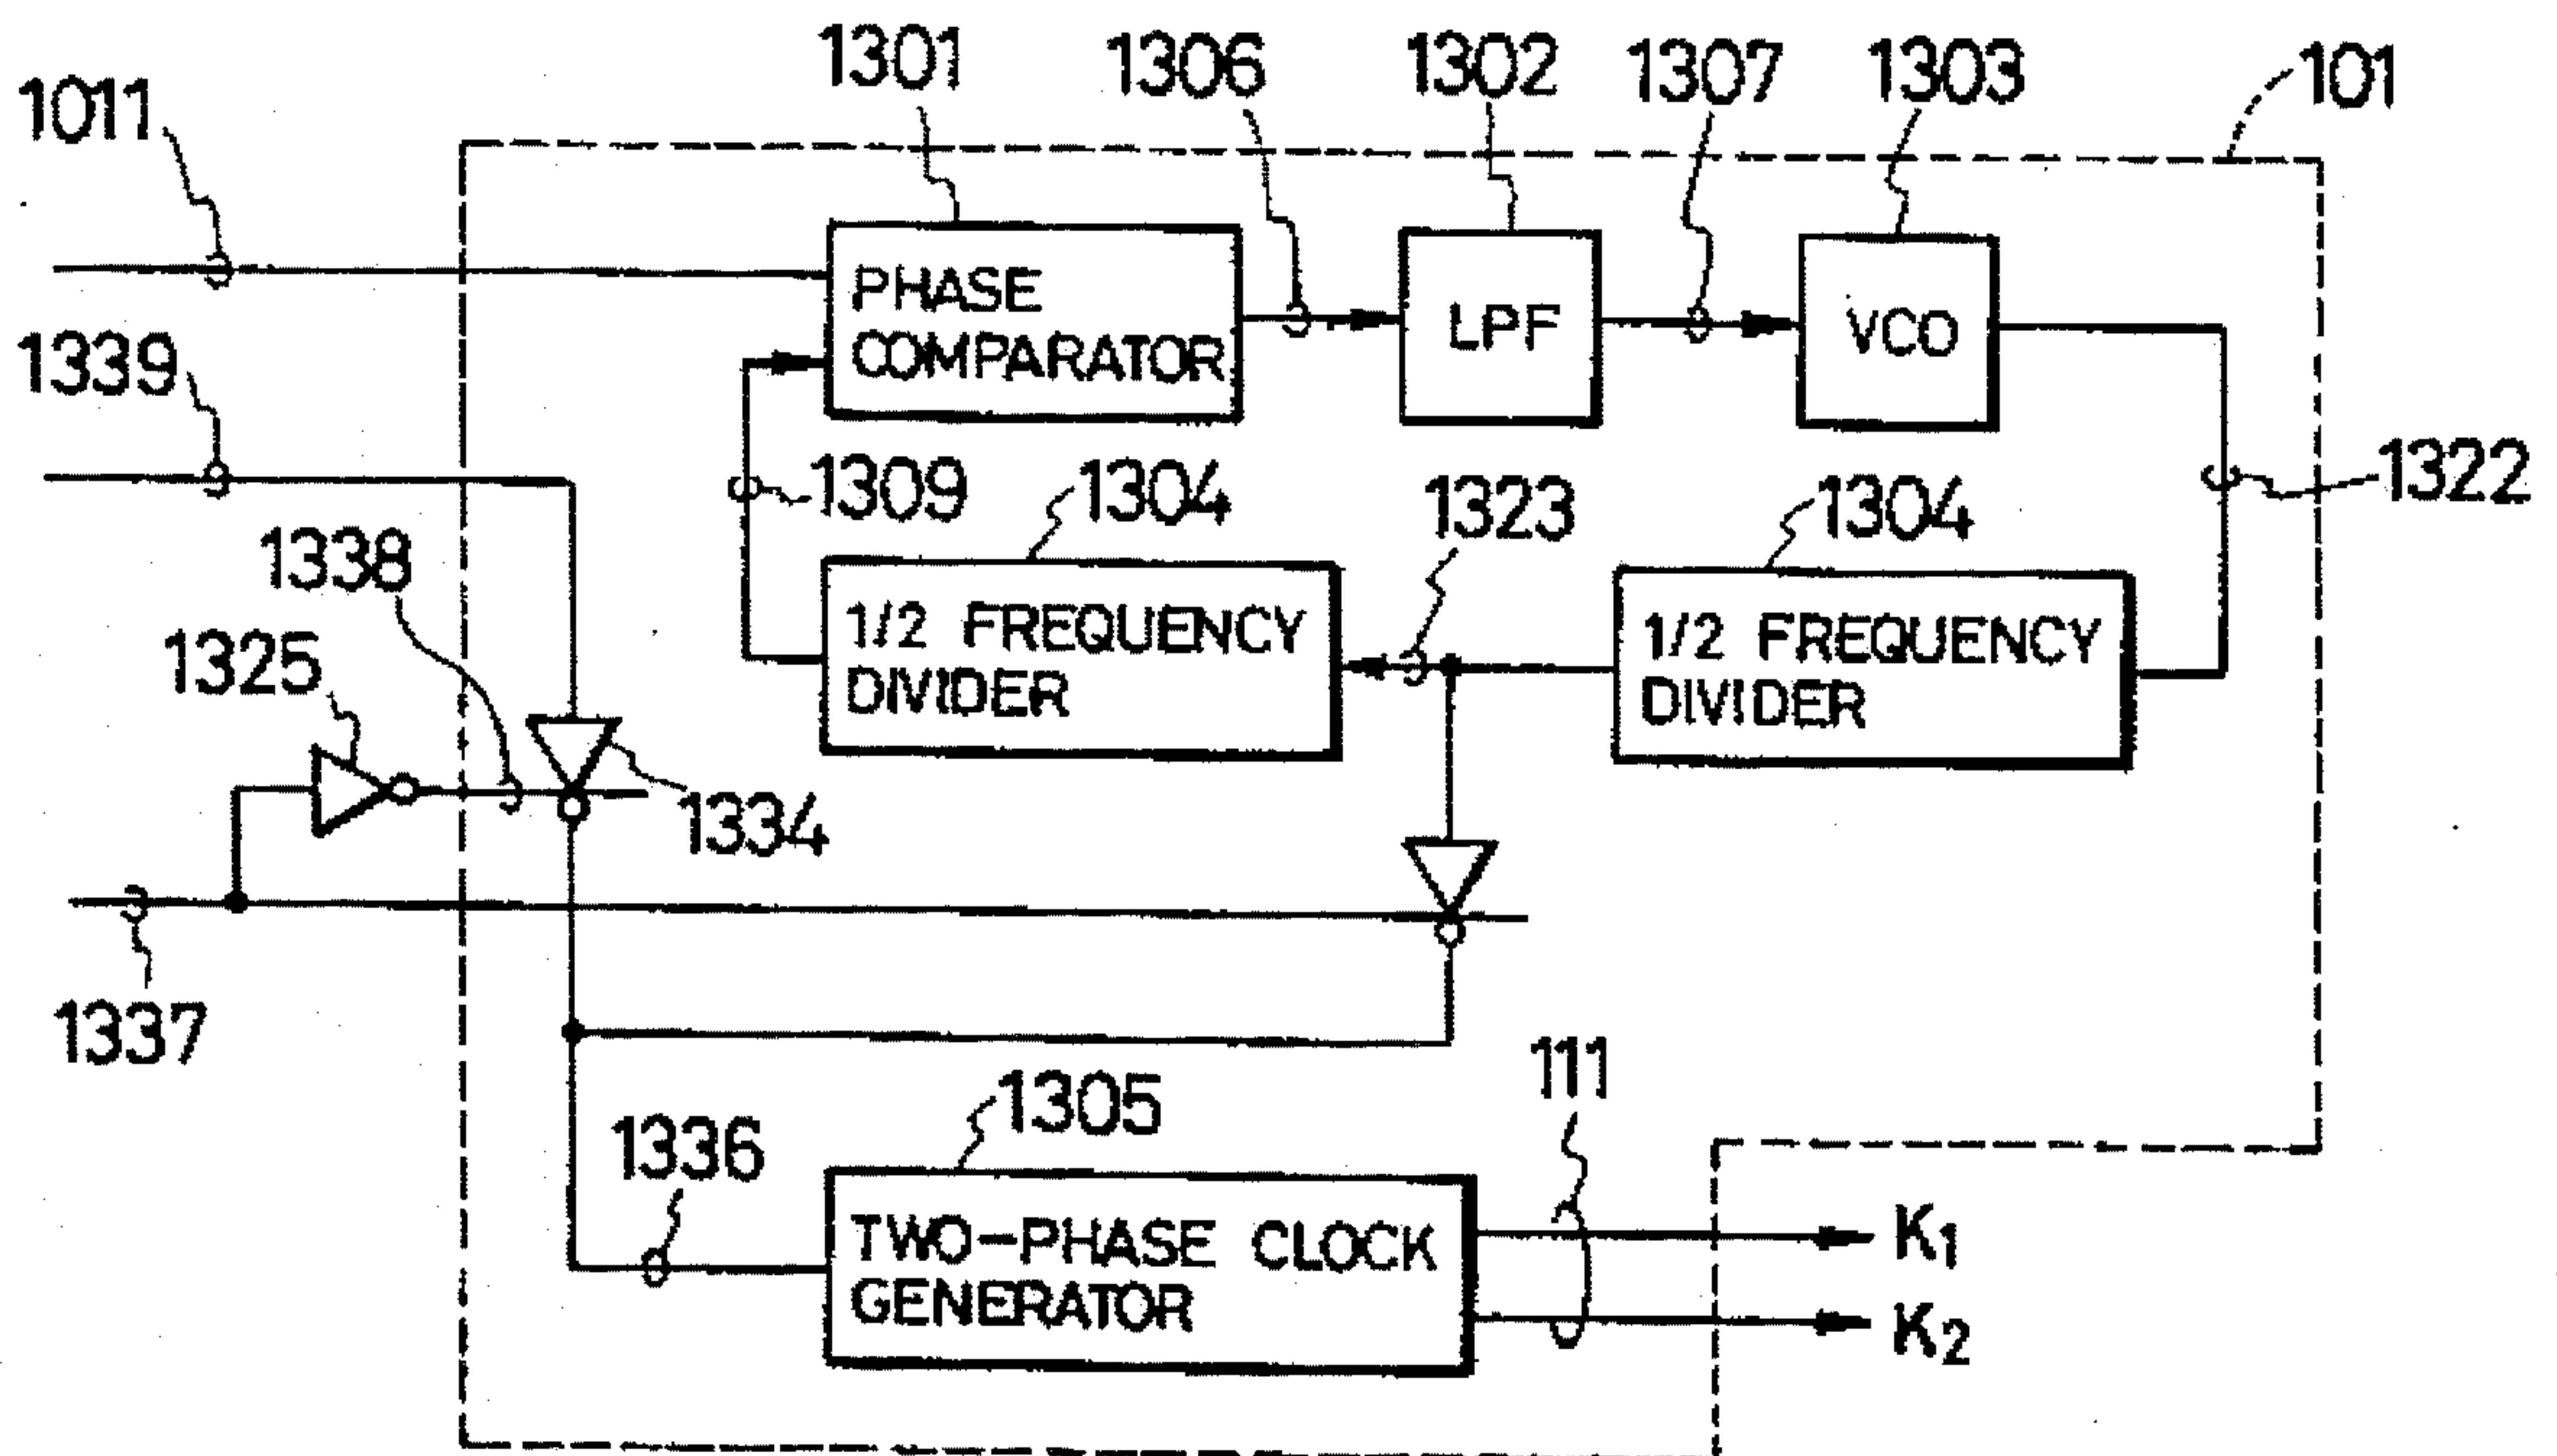 1301
1306
1302
1307
1303
101
1011
PHASE
COMPARATOR
LPF
VCO
1339
1309
1304
1323
1304
1322
1338
1/2 FREQUENCY
DIVIDER
1/2 FREQUENCY
DIVIDER
1325
1334
1337
1305
111
1336
TWO-PHASE CLOCK
GENERATOR
K1
K2